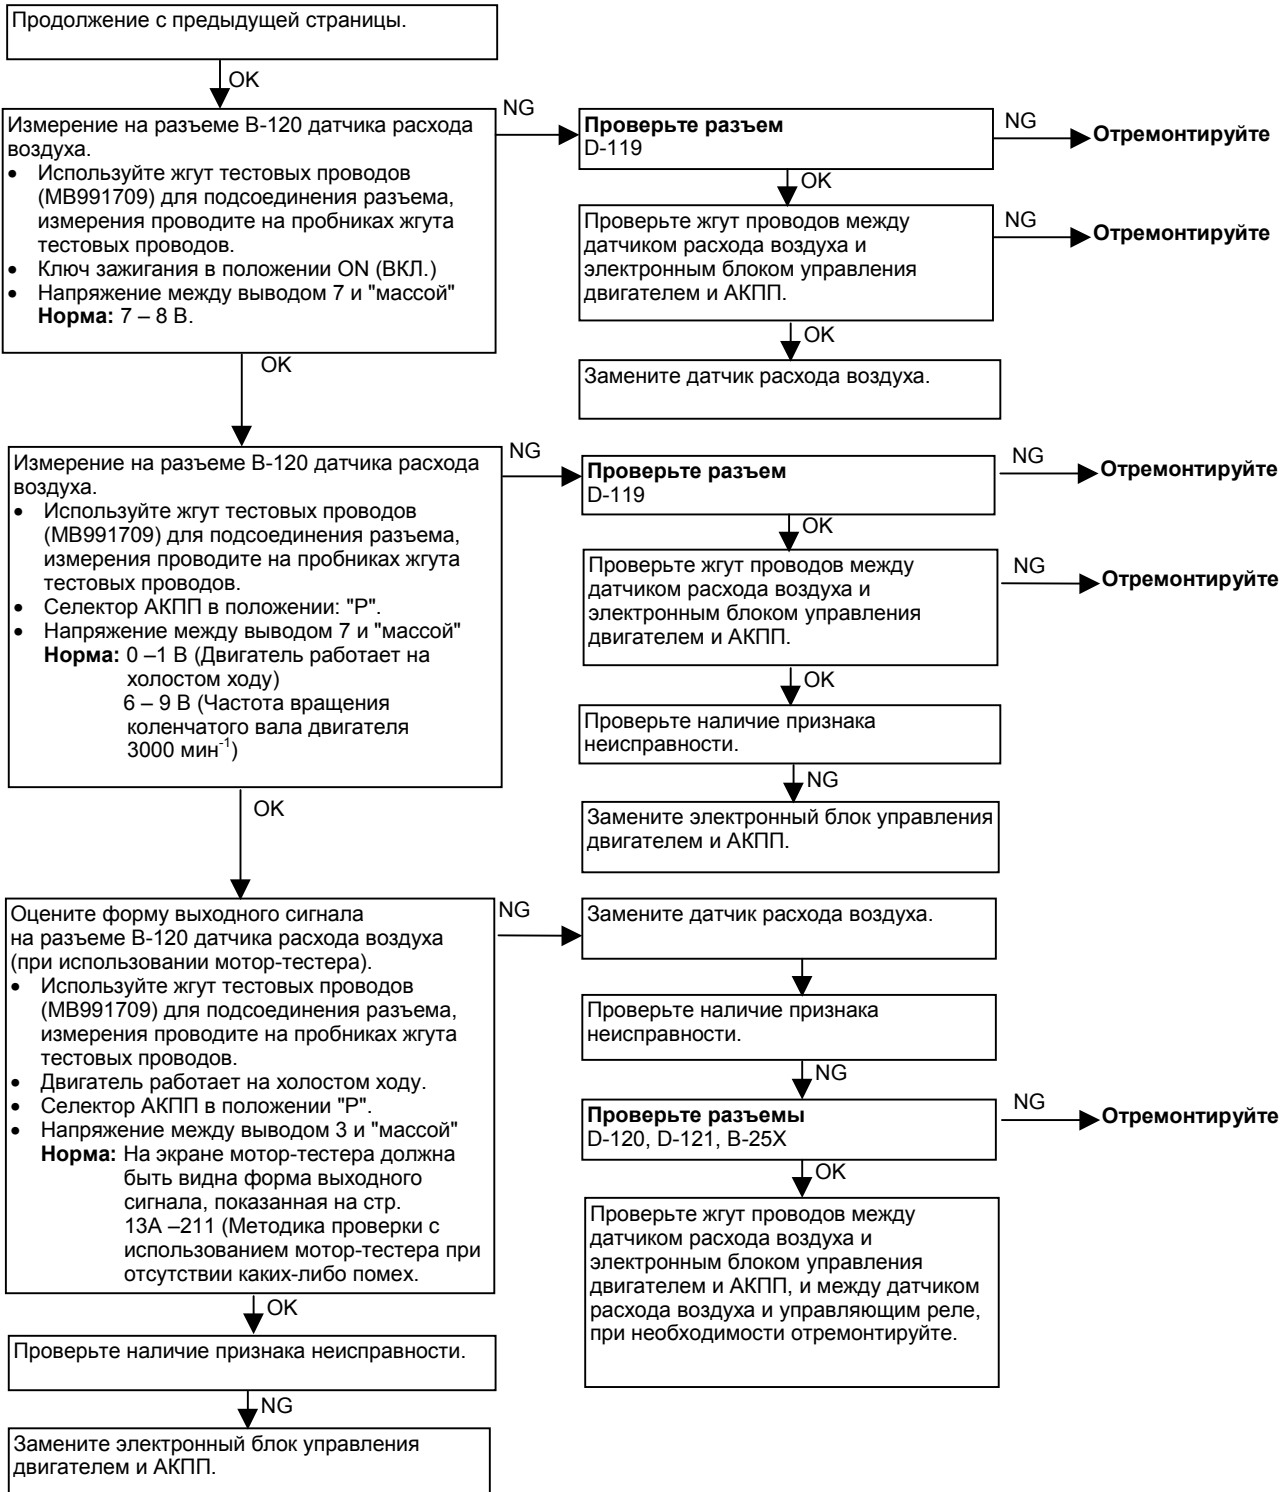 Продолжение с предыдущей страницы.
OK
Измерение на разъеме В-120 датчика расхода
воздуха.
• Используйте жгут тестовых проводов
(MB991709) для подсоединения разъема,
измерения проводите на пробниках жгута
тестовых проводов.
• Ключ зажигания в положении ON (ВКЛ.)
• Напряжение между выводом 7 и "массой"
Норма: 7 – 8 В.
NG
Проверьте разъем
D-119
NG
Отремонтируйте
OK
Проверьте жгут проводов между
датчиком расхода воздуха и
электронным блоком управления
двигателем и АКПП.
NG
Отремонтируйте
OK
Замените датчик расхода воздуха.
OK
Измерение на разъеме В-120 датчика расхода
воздуха.
• Используйте жгут тестовых проводов
(MB991709) для подсоединения разъема,
измерения проводите на пробниках жгута
тестовых проводов.
• Селектор АКПП в положении: "Р".
• Напряжение между выводом 7 и "массой"
Норма: 0 –1 В (Двигатель работает на
холостом ходу)
6 – 9 В (Частота вращения
коленчатого вала двигателя
3000 мин⁻¹)
NG
Проверьте разъем
D-119
NG
Отремонтируйте
OK
Проверьте жгут проводов между
датчиком расхода воздуха и
электронным блоком управления
двигателем и АКПП.
NG
Отремонтируйте
OK
Проверьте наличие признака
неисправности.
NG
Замените электронный блок управления
двигателем и АКПП.
OK
Оцените форму выходного сигнала
на разъеме В-120 датчика расхода воздуха
(при использовании мотор-тестера).
• Используйте жгут тестовых проводов
(MB991709) для подсоединения разъема,
измерения проводите на пробниках жгута
тестовых проводов.
• Двигатель работает на холостом ходу.
• Селектор АКПП в положении "Р".
• Напряжение между выводом 3 и "массой"
Норма: На экране мотор-тестера должна
быть видна форма выходного
сигнала, показанная на стр.
13А –211 (Методика проверки с
использованием мотор-тестера при
отсутствии каких-либо помех.
NG
Замените датчик расхода воздуха.
Проверьте наличие признака
неисправности.
NG
Проверьте разъемы
D-120, D-121, B-25X
NG
Отремонтируйте
OK
Проверьте жгут проводов между
датчиком расхода воздуха и
электронным блоком управления
двигателем и АКПП, и между датчиком
расхода воздуха и управляющим реле,
при необходимости отремонтируйте.
OK
Проверьте наличие признака неисправности.
NG
Замените электронный блок управления
двигателем и АКПП.